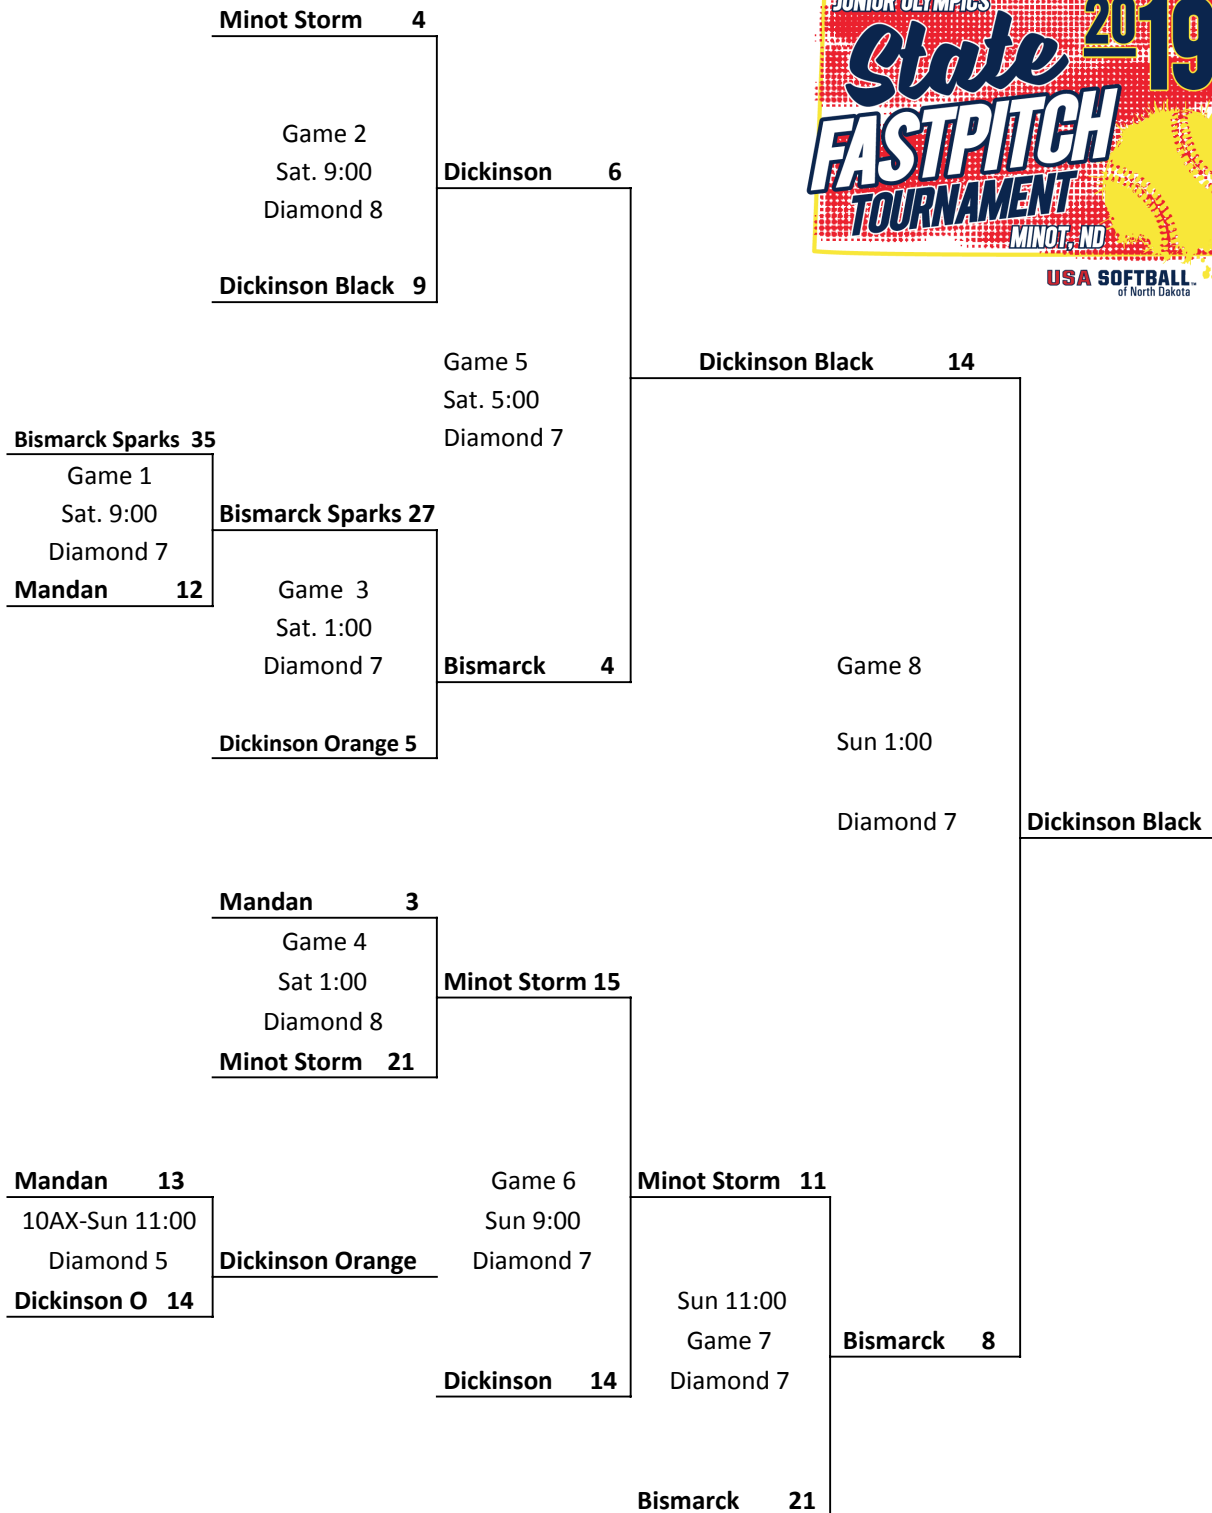 JUNIOR OLYMPICS
2019
State
FASTPITCH
TOURNAMENT
MINOT, ND
USA SOFTBALL™
of North Dakota
Minot Storm 4
Game 2
Sat. 9:00
Diamond 8
Dickinson 6
Dickinson Black 9
Game 5
Sat. 5:00
Diamond 7
Dickinson Black 14
Bismarck Sparks 35
Game 1
Sat. 9:00
Diamond 7
Mandan 12
Bismarck Sparks 27
Game 3
Sat. 1:00
Diamond 7
Bismarck 4
Dickinson Orange 5
Game 8
Sun 1:00
Diamond 7
Dickinson Black
Mandan 3
Game 4
Sat 1:00
Diamond 8
Minot Storm 21
Minot Storm 15
Mandan 13
10AX-Sun 11:00
Diamond 5
Dickinson O 14
Dickinson Orange
Game 6
Sun 9:00
Diamond 7
Dickinson 14
Minot Storm 11
Sun 11:00
Game 7
Diamond 7
Bismarck 8
Bismarck 21